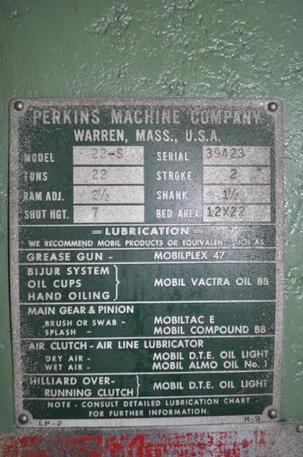 PERKINS MACHINE COMPANY
WARREN, MASS., U.S.A.
MODEL 22-S SERIAL 39423
TONS 22 STROKE 2
RAM ADJ. 2½ SHANK 1½
SHUT HGT. 7 BED AREA 12X22
LUBRICATION
WE RECOMMEND MOBIL PRODUCTS OR EQUIVALENT SUCH AS
GREASE GUN - MOBILPLEX 47
BIJUR SYSTEM
OIL CUPS MOBIL VACTRA OIL BB
HAND OILING
MAIN GEAR & PINION
BRUSH OR SWAB - MOBILTAC E
SPLASH - MOBIL COMPOUND BB
AIR CLUTCH - AIR LINE LUBRICATOR
DRY AIR - MOBIL D.T.E. OIL LIGHT
WET AIR - MOBIL ALMO OIL No. 1
HILLIARD OVER-
RUNNING CLUTCH MOBIL D.T.E. OIL LIGHT
NOTE - CONSULT DETAILED LUBRICATION CHART
FOR FURTHER INFORMATION.
LP-2 R-9